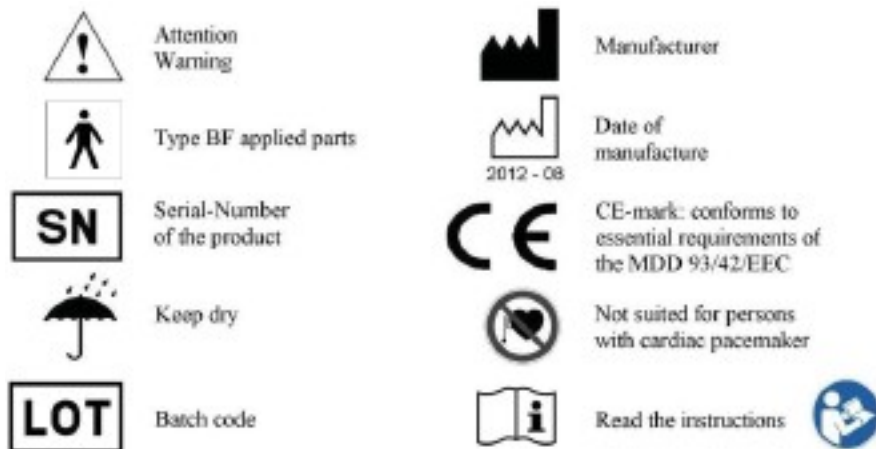 Attention
Warning
Manufacturer
Type BF applied parts
Date of
manufacture
2012 - 08
SN
Serial-Number
of the product
CE
CE-mark: conforms to
essential requirements of
the MDD 93/42/EEC
Keep dry
Not suited for persons
with cardiac pacemaker
LOT
Batch code
i
Read the instructions